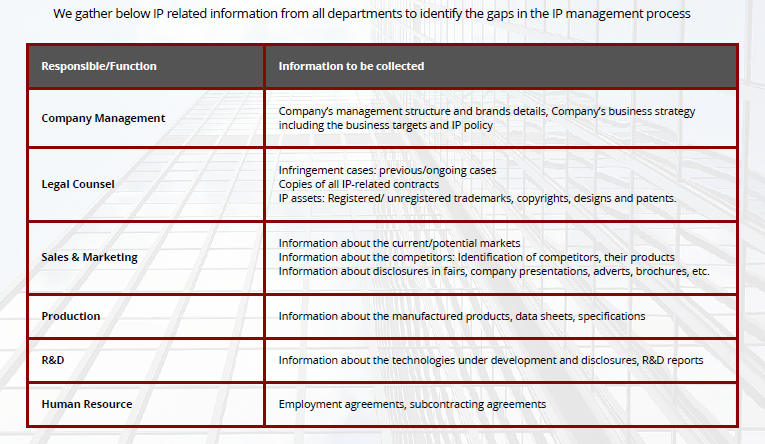 We gather below IP related information from all departments to identify the gaps in the IP management process
Responsible/Function
Information to be collected
Company Management
Company's management structure and brands details, Company's business strategy
including the business targets and IP policy
Legal Counsel
Infringement cases: previous/ongoing cases
Copies of all IP-related contracts
IP assets: Registered/ unregistered trademarks, copyrights, designs and patents.
Sales & Marketing
Information about the current/potential markets
Information about the competitors: Identification of competitors, their products
Information about disclosures in fairs, company presentations, adverts, brochures, etc.
Production
Information about the manufactured products, data sheets, specifications
R&D
Information about the technologies under development and disclosures, R&D reports
Human Resource
Employment agreements, subcontracting agreements